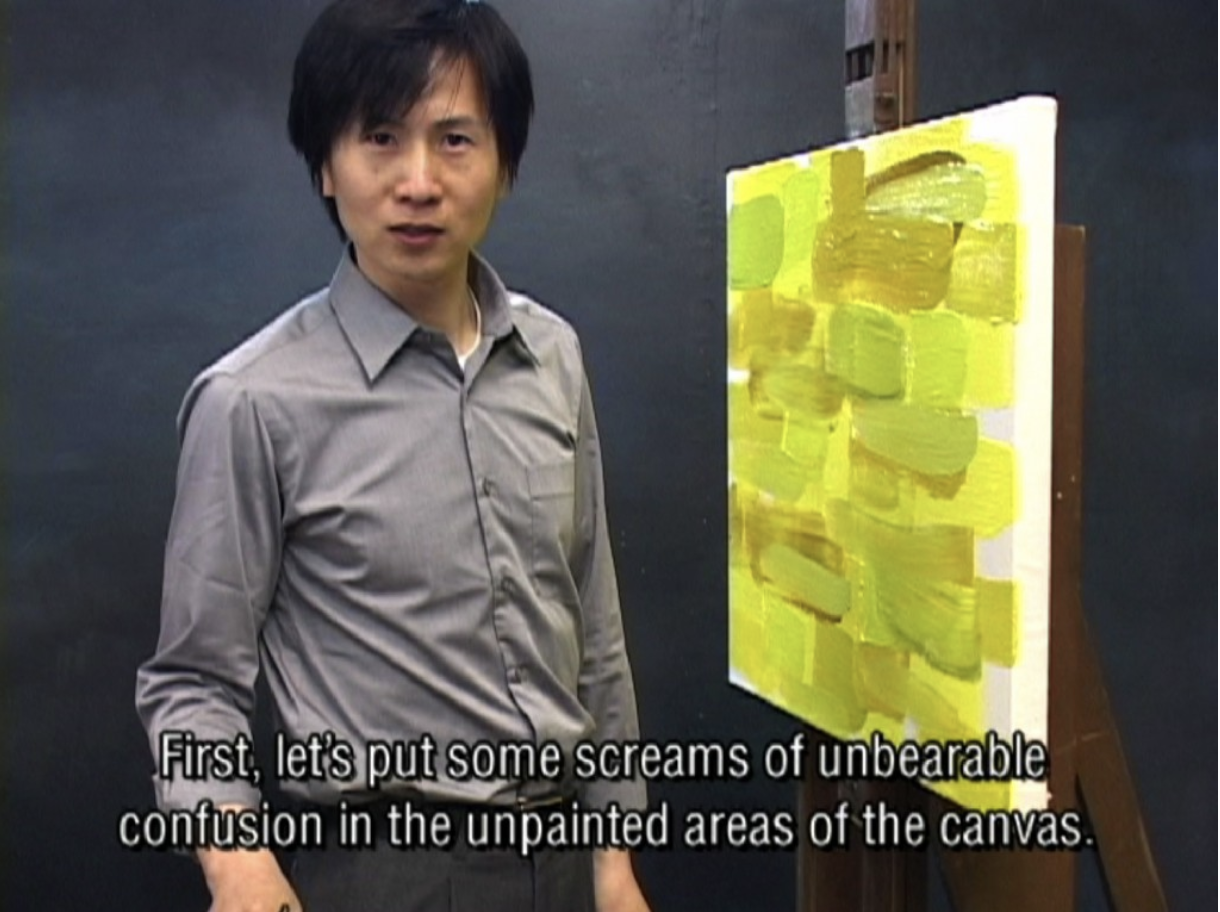 First, let's put some screams of unbearable
confusion in the unpainted areas of the canvas.